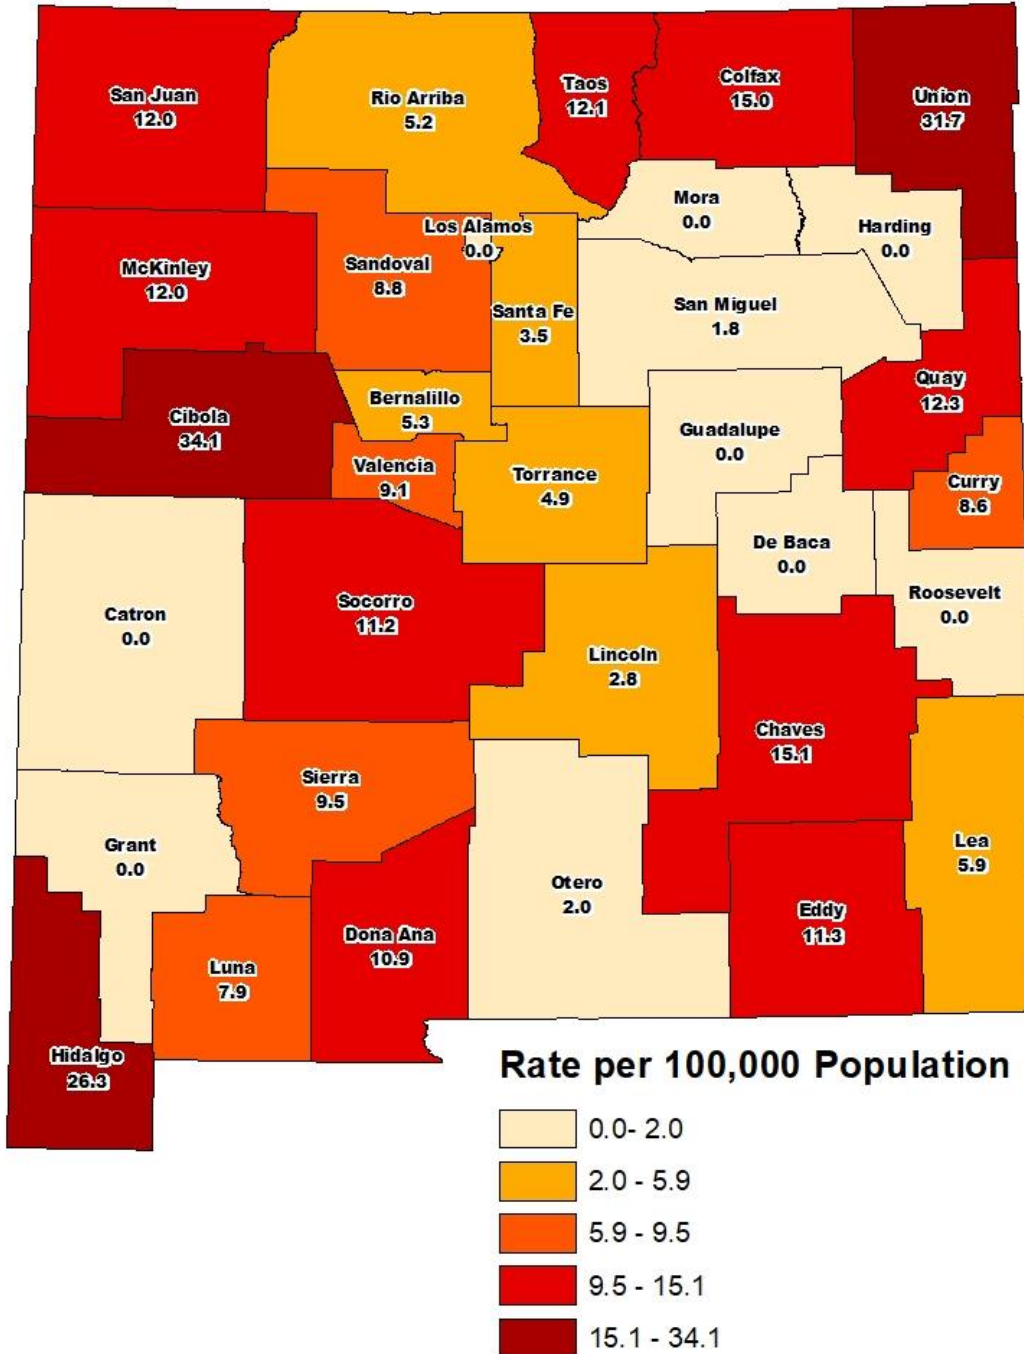 San Juan
12.0
Rio Arriba
5.2
Taos
12.1
Colfax
15.0
Union
31.7
Mora
0.0
Harding
0.0
Los Alamos
0.0
McKinley
12.0
Sandoval
8.8
Santa Fe
3.5
San Miguel
1.8
Quay
12.3
Cibola
34.1
Bernalillo
5.3
Guadalupe
0.0
Valencia
9.1
Torrance
4.9
Curry
8.6
De Baca
0.0
Roosevelt
0.0
Catron
0.0
Socorro
11.2
Lincoln
2.8
Chaves
15.1
Sierra
9.5
Grant
0.0
Otero
2.0
Lea
5.9
Eddy
11.3
Dona Ana
10.9
Luna
7.9
Hidalgo
26.3
Rate per 100,000 Population
0.0- 2.0
2.0 - 5.9
5.9 - 9.5
9.5 - 15.1
15.1 - 34.1